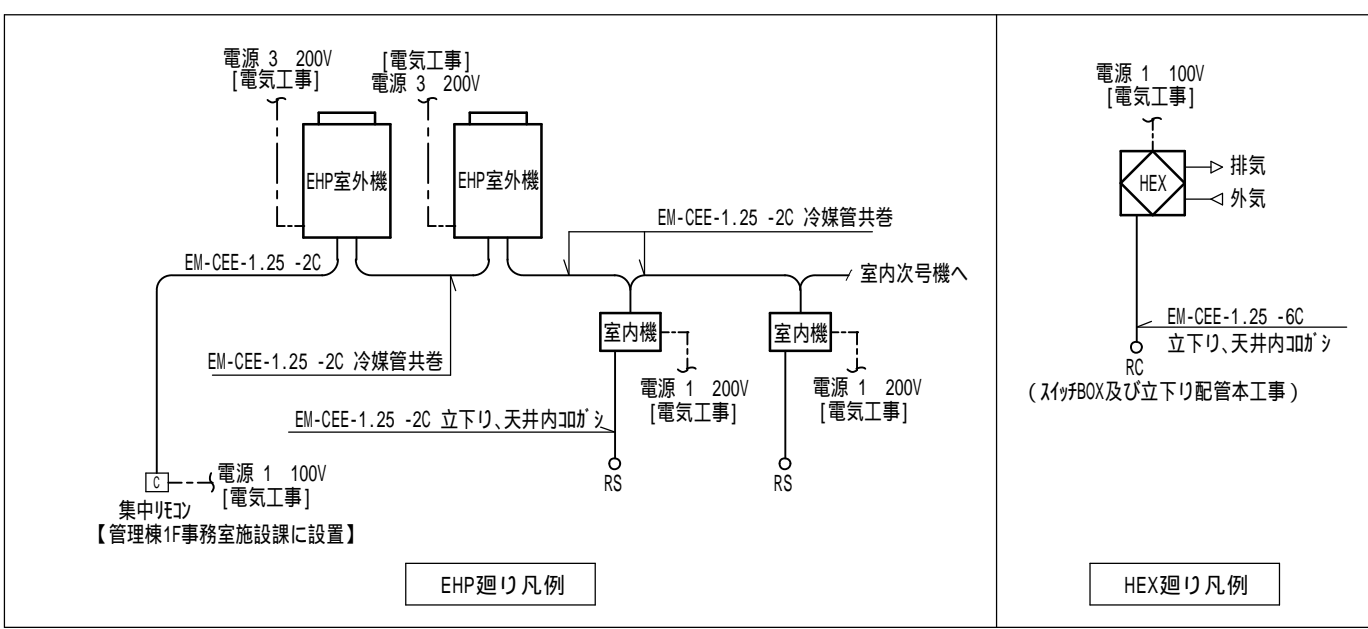 電源 3 200V
[電気工事]
[電気工事]
電源 3 200V
EHP室外機
EHP室外機
EM-CEE-1.25 -2C 冷媒管共巻
EM-CEE-1.25 -2C
室内次号機へ
室内機
室内機
EM-CEE-1.25 -2C 冷媒管共巻
電源 1 200V
[電気工事]
電源 1 200V
[電気工事]
EM-CEE-1.25 -2C 立下り、天井内コロガシ
RS
RS
C
電源 1 100V
[電気工事]
集中リモコン
【管理棟1F事務室施設課に設置】
EHP廻り凡例
電源 1 100V
[電気工事]
HEX
排気
外気
EM-CEE-1.25 -6C
立下り、天井内コロガシ
RC
(スイッチBOX及び立下り配管本工事)
HEX廻り凡例